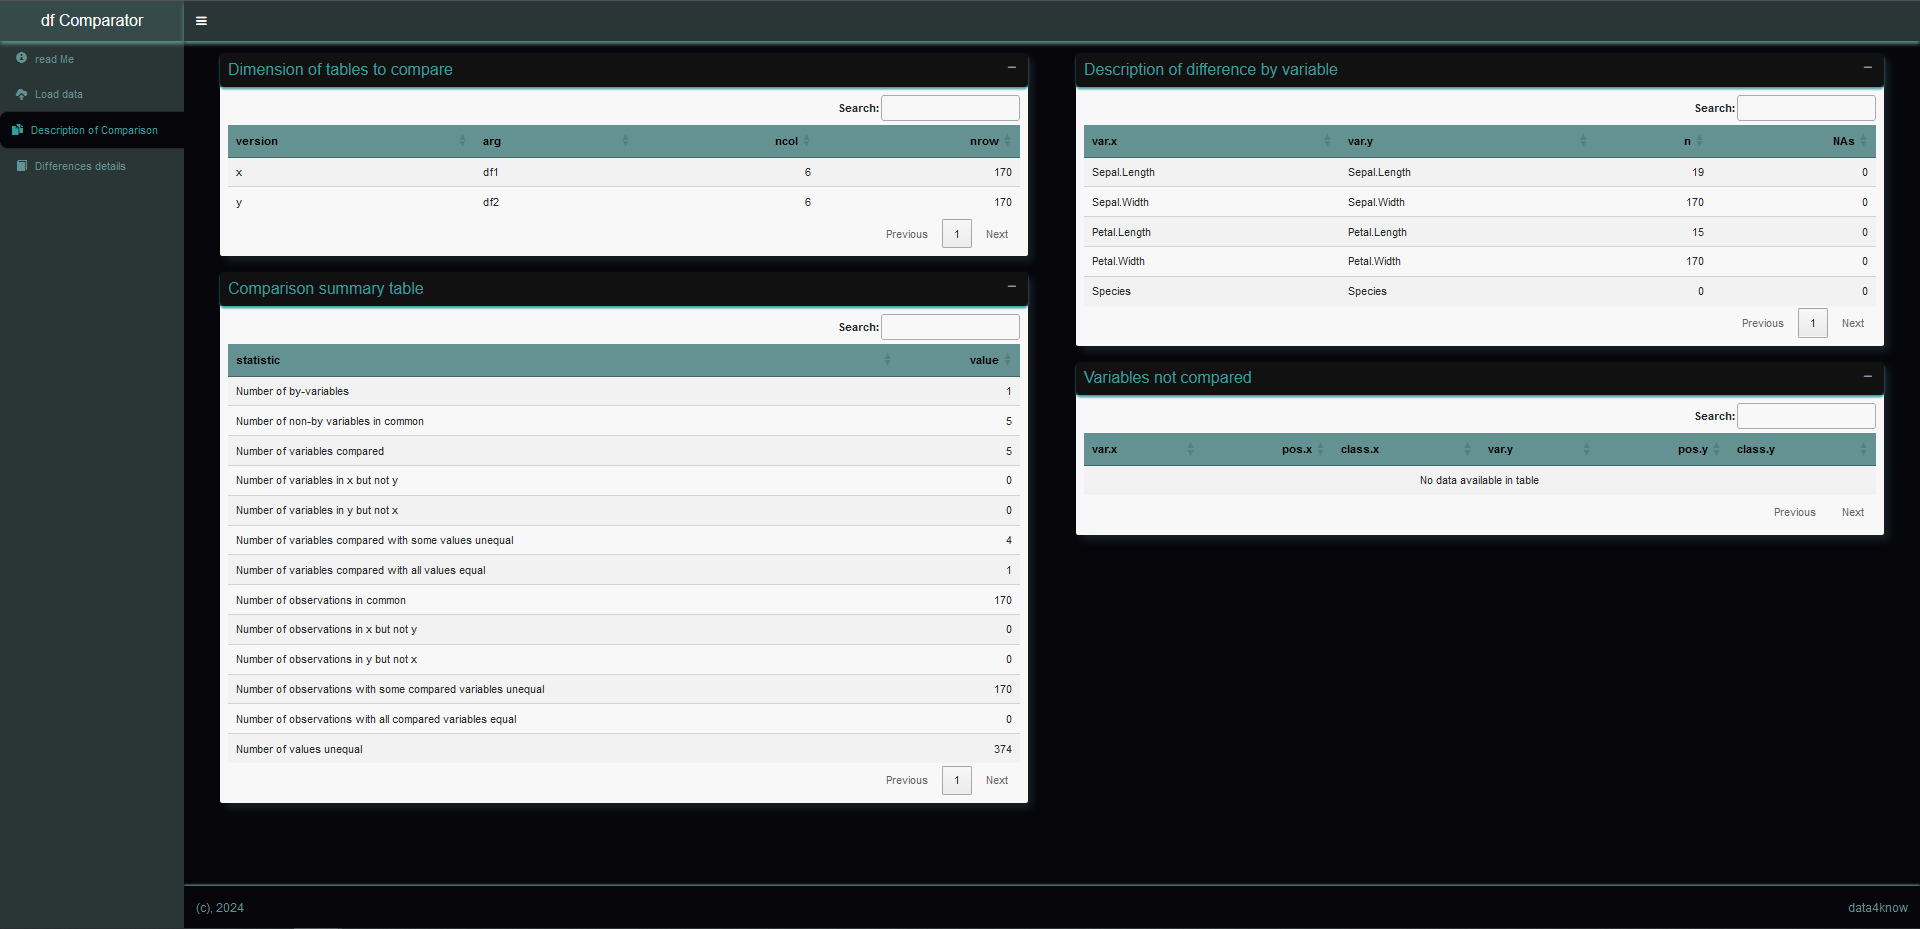 df Comparator
read Me
Load data
Description of Comparison
Differences details
Dimension of tables to compare
Search:
version arg ncol nrow
x df1 6 170
y df2 6 170
Previous 1 Next
Comparison summary table
Search:
statistic value
Number of by-variables 1
Number of non-by variables in common 5
Number of variables compared 5
Number of variables in x but not y 0
Number of variables in y but not x 0
Number of variables compared with some values unequal 4
Number of variables compared with all values equal 1
Number of observations in common 170
Number of observations in x but not y 0
Number of observations in y but not x 0
Number of observations with some compared variables unequal 170
Number of observations with all compared variables equal 0
Number of values unequal 374
Previous 1 Next
Description of difference by variable
Search:
var.x var.y n NAs
Sepal.Length Sepal.Length 19 0
Sepal.Width Sepal.Width 170 0
Petal.Length Petal.Length 15 0
Petal.Width Petal.Width 170 0
Species Species 0 0
Previous 1 Next
Variables not compared
Search:
var.x pos.x class.x var.y pos.y class.y
No data available in table
Previous Next
(c), 2024
data4know